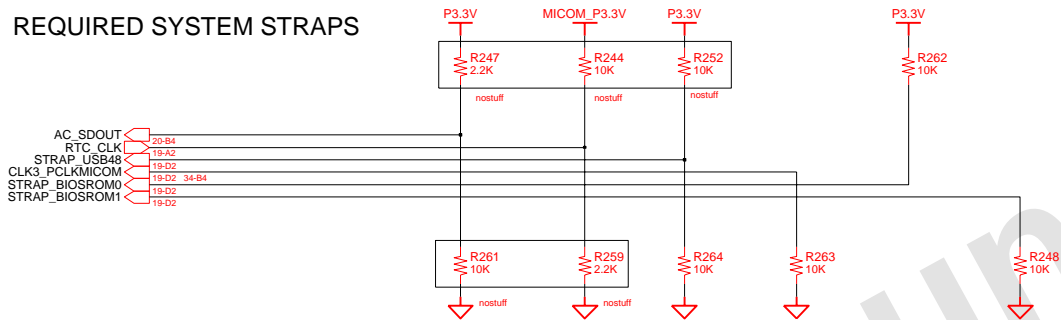 REQUIRED SYSTEM STRAPS
P3.3V
MICOM_P3.3V
P3.3V
P3.3V
R247
2.2K
R244
10K
R252
10K
R262
10K
nostuff
nostuff
nostuff
AC_SDOUT
20-B4
RTC_CLK
19-A2
STRAP_USB48
19-D2
CLK3_PCLKMICOM
19-D2 34-B4
STRAP_BIOSROM0
19-D2
STRAP_BIOSROM1
19-D2
R261
10K
R259
2.2K
R264
10K
R263
10K
R248
10K
nostuff
nostuff